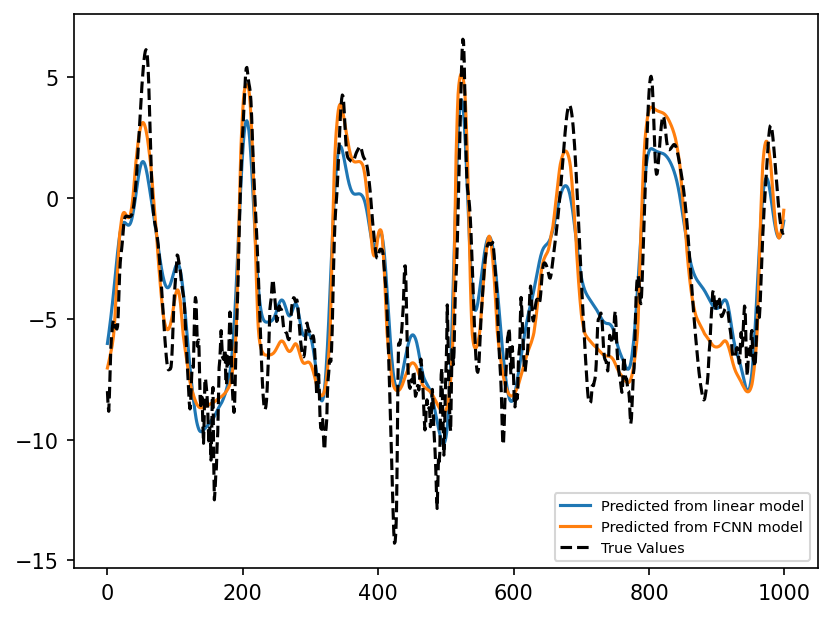 5
0
−5
−10
−15
0 200 400 600 800 1000
Predicted from linear model
Predicted from FCNN model
True Values